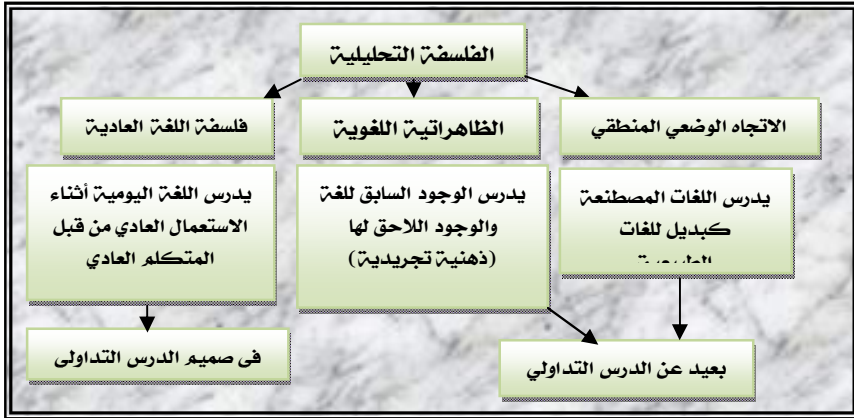 الفلسفة التحليلية
الاتجاه الوضعي المنطقي
الظاهراتية اللغوية
فلسفة اللغة العادية
يدرس اللغات المصطنعة
كبديل للغات
يدرس الوجود السابق للغة
والوجود اللاحق لها
(ذهنية تجريدية)
يدرس اللغة اليومية أثناء
الاستعمال العادي من قبل
المتكلم العادي
بعيد عن الدرس التداولي
في صميم الدرس التداولي